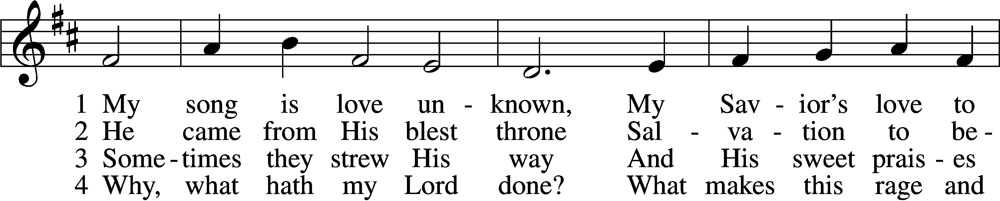 1 My song is love un - known, My Sav - ior's love to
2 He came from His blest throne Sal - va - tion to be -
3 Some - times they strew His way And His sweet prais - es
4 Why, what hath my Lord done? What makes this rage and